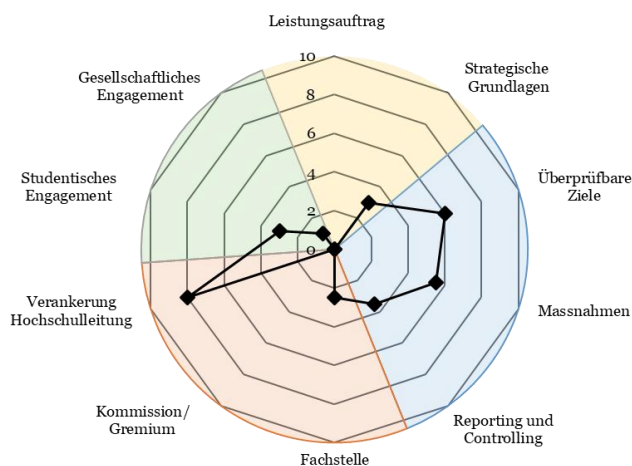 Leistungsauftrag
Strategische
Grundlagen
Überprüfbare
Ziele
Massnahmen
Reporting und
Controlling
Fachstelle
Kommission/
Gremium
Verankerung
Hochschulleitung
Studentisches
Engagement
Gesellschaftliches
Engagement
10
8
6
4
2
0